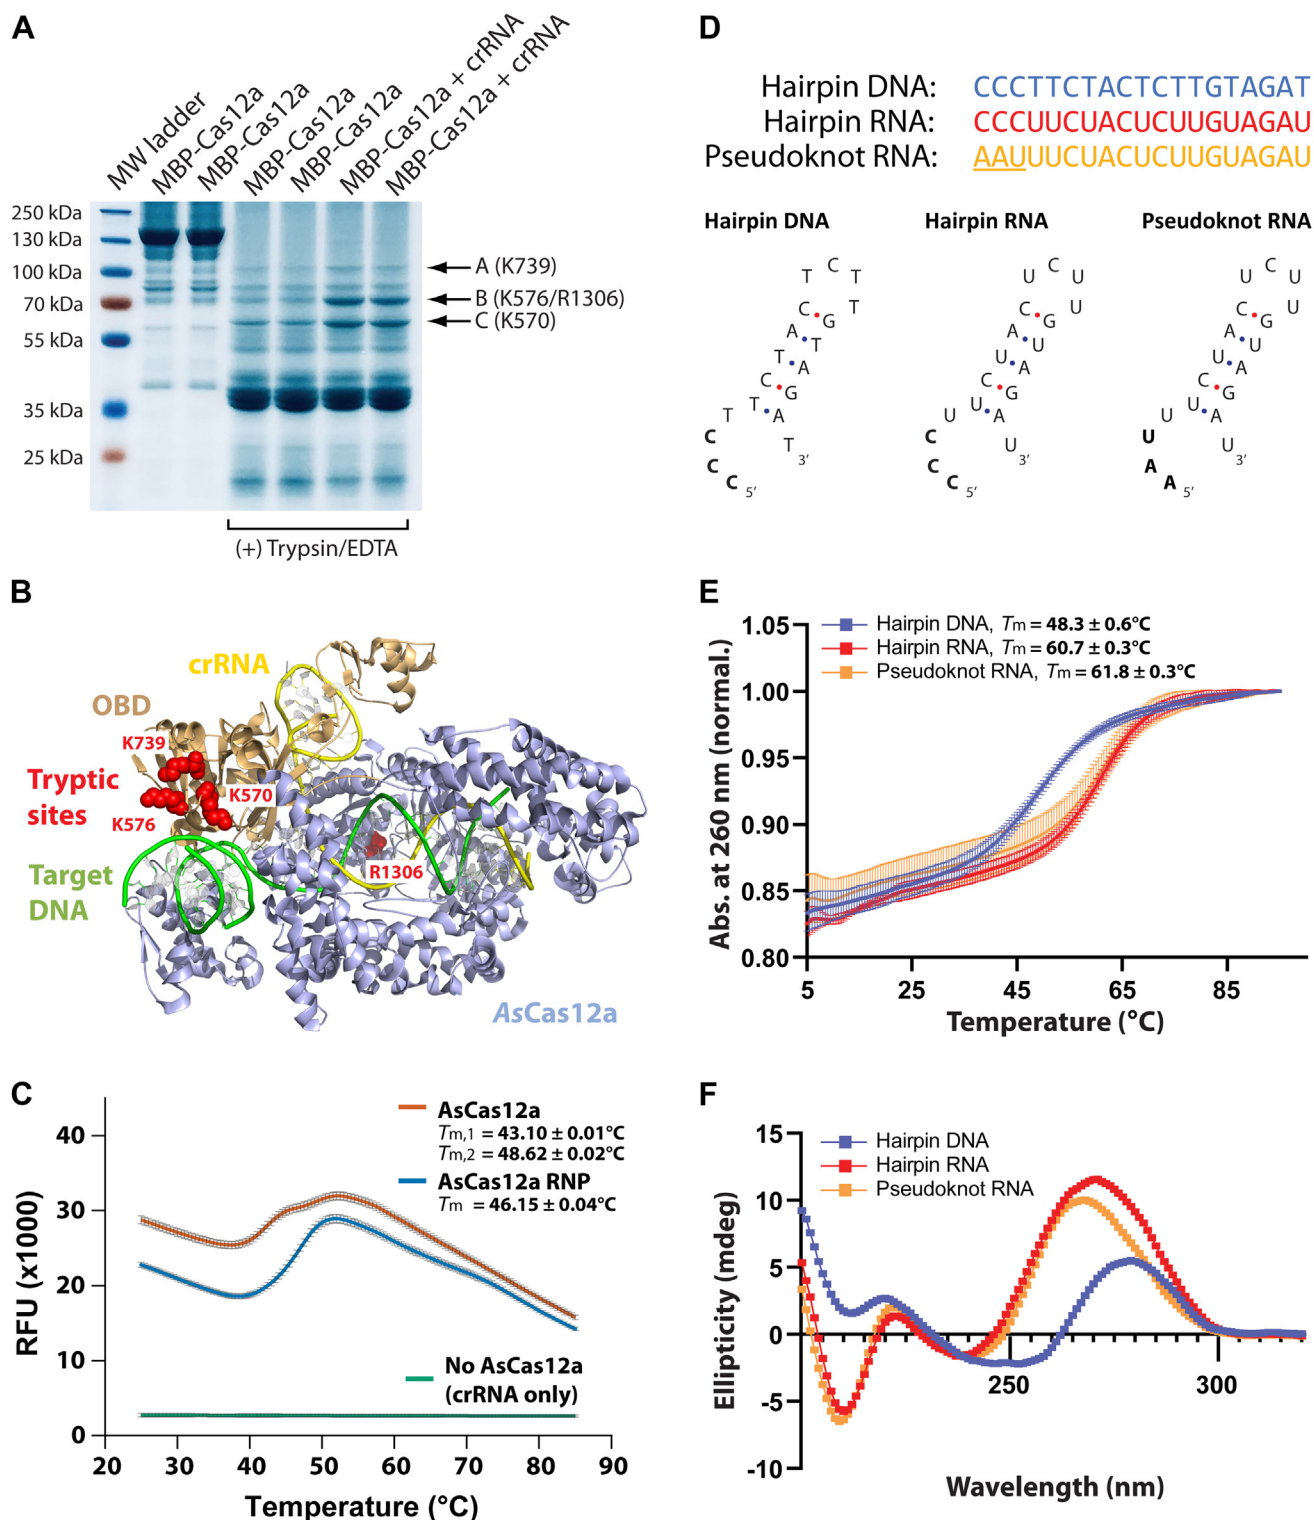 A
MW ladder
MBP-Cas12a
MBP-Cas12a
MBP-Cas12a
MBP-Cas12a
MBP-Cas12a + crRNA
MBP-Cas12a + crRNA
250 kDa
130 kDa
100 kDa
70 kDa
55 kDa
35 kDa
25 kDa
A (K739)
B (K576/R1306)
C (K570)
(+) Trypsin/EDTA
B
crRNA
OBD
K739
Tryptic
sites
K570
K576
Target
DNA
R1306
AsCas12a
C
AsCas12a
Tm,1 = 43.10 ± 0.01°C
Tm,2 = 48.62 ± 0.02°C
AsCas12a RNP
Tm = 46.15 ± 0.04°C
No AsCas12a
(crRNA only)
RFU (x1000)
40
30
20
10
0
20 30 40 50 60 70 80 90
Temperature (°C)
D
Hairpin DNA: CCCTTCTACTCTTGTAGAT
Hairpin RNA: CCCUUCUACUCUUGUAGAU
Pseudoknot RNA: AAUUUCUACUCUUGUAGAU
Hairpin DNA
T C T
T
C G
A T
T A
C G
T T A
C T 3’
C
C 5’
Hairpin RNA
U C U
U
C G
A U
U A
C G
U U A
C U 3’
C
C 5’
Pseudoknot RNA
U C U
U
C G
A U
U A
C G
U U A
U U 3’
A
A 5’
E
Hairpin DNA, Tm = 48.3 ± 0.6°C
Hairpin RNA, Tm = 60.7 ± 0.3°C
Pseudoknot RNA, Tm = 61.8 ± 0.3°C
Abs. at 260 nm (normal.)
1.05
1.00
0.95
0.90
0.85
0.80
5 25 45 65 85
Temperature (°C)
F
Hairpin DNA
Hairpin RNA
Pseudoknot RNA
Ellipticity (mdeg)
15
10
5
0
-5
-10
250 300
Wavelength (nm)